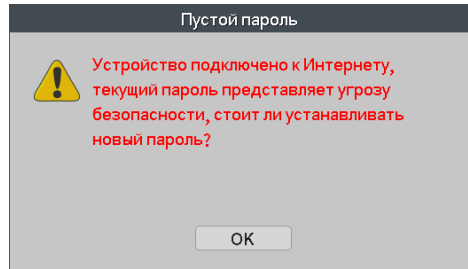 Пустой пароль
Устройство подключено к Интернету,
текущий пароль представляет угрозу
безопасности, стоит ли устанавливать
новый пароль?
OK